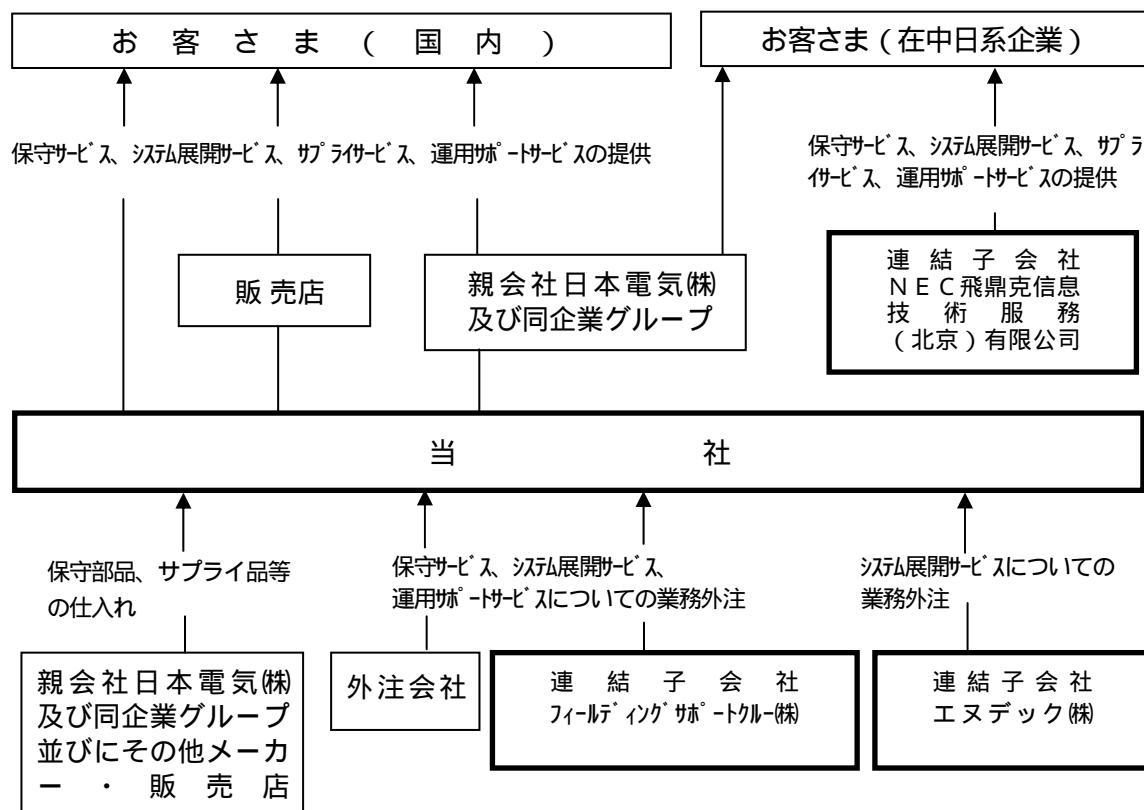 お客さま(国内)
お客さま(在中日系企業)
保守ｻｰﾋﾞｽ、ｼｽﾃﾑ展開ｻｰﾋﾞｽ、ｻﾌﾟﾗｲｻｰﾋﾞｽ、運用ｻﾎﾟｰﾄｻｰﾋﾞｽの提供
保守ｻｰﾋﾞｽ、ｼｽﾃﾑ展開ｻｰﾋﾞｽ、ｻﾌﾟﾗ
ｲｻｰﾋﾞｽ、運用ｻﾎﾟｰﾄｻｰﾋﾞｽの提供
販売店
親会社日本電気㈱
及び同企業グループ
連結子会社
ＮＥＣ飛鼎克信息
技術服務
(北京)有限公司
当社
保守部品、サプライ品等
の仕入れ
保守ｻｰﾋﾞｽ、ｼｽﾃﾑ展開ｻｰﾋﾞｽ、
運用ｻﾎﾟｰﾄｻｰﾋﾞｽについての業務外注
ｼｽﾃﾑ展開ｻｰﾋﾞｽについての
業務外注
親会社日本電気㈱
及び同企業グループ
並びにその他メーカ
ー・販売店
外注会社
連結子会社
ﾌｨｰﾙﾃﾞｨﾝｸﾞｻﾎﾟｰﾄｸﾙｰ㈱
連結子会社
エヌデック㈱